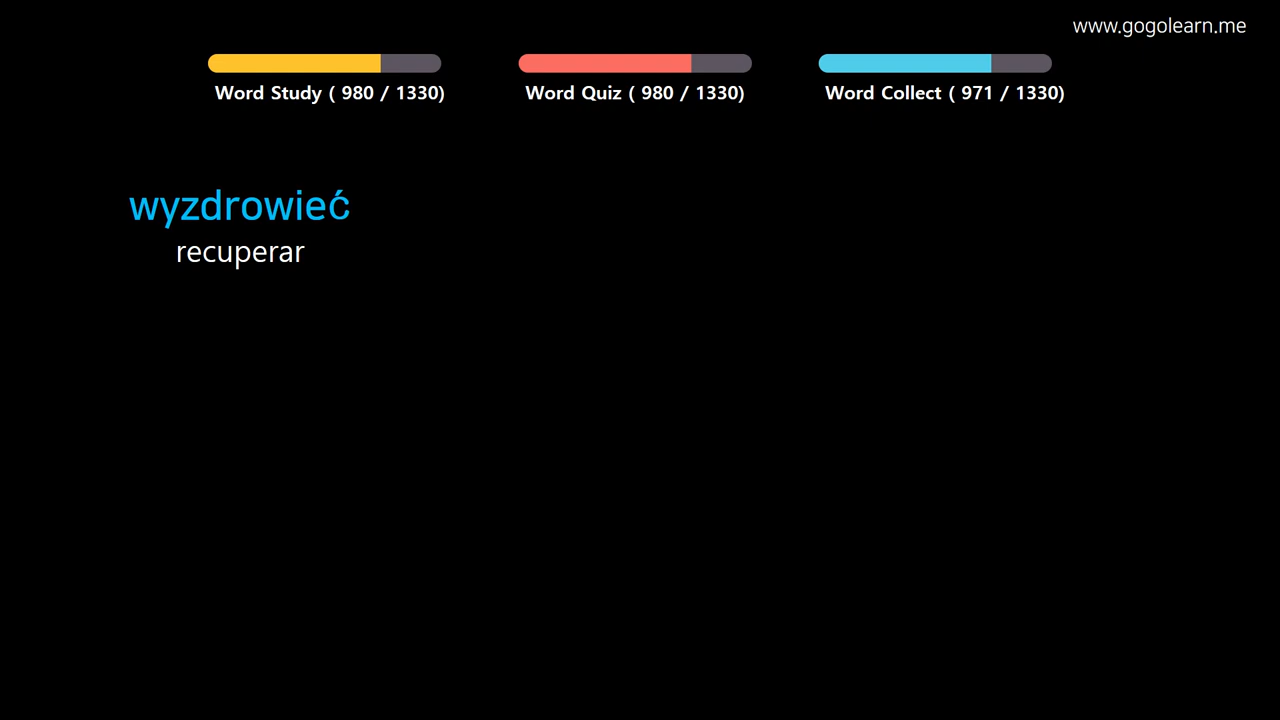 www.gogolearn.me
Word Study ( 980 / 1330)
Word Quiz ( 980 / 1330)
Word Collect ( 971 / 1330)
wyzdrowieć
recuperar